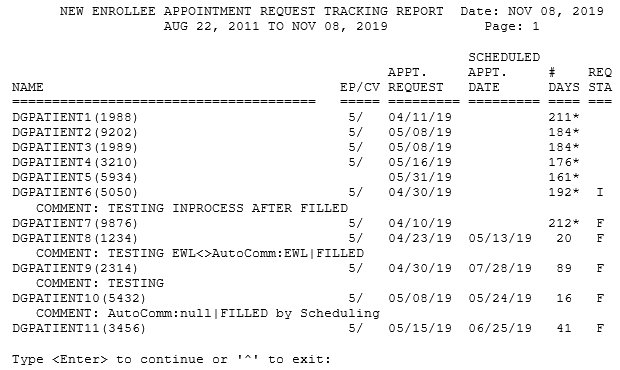 NEW ENROLLEE APPOINTMENT REQUEST TRACKING REPORT  Date: NOV 08, 2019
AUG 22, 2011 TO NOV 08, 2019            Page: 1
SCHEDULED
APPT.     APPT.     #    REQ
NAME                                     EP/CV REQUEST   DATE      DAYS STA
====================================== ===== ========= ========= ==== ===
DGPATIENT1(1988)                          5/   04/11/19            211*
DGPATIENT2(9202)                          5/   05/08/19            184*
DGPATIENT3(1989)                          5/   05/08/19            184*
DGPATIENT4(3210)                          5/   05/16/19            176*
DGPATIENT5(5934)                               05/31/19            161*
DGPATIENT6(5050)                          5/   04/30/19            192*  I
COMMENT: TESTING INPROCESS AFTER FILLED
DGPATIENT7(9876)                          5/   04/10/19            212*  F
DGPATIENT8(1234)                          5/   04/23/19  05/13/19   20   F
COMMENT: TESTING EWL<>AutoComm:EWL|FILLED
DGPATIENT9(2314)                          5/   04/30/19  07/28/19   89   F
COMMENT: TESTING
DGPATIENT10(5432)                         5/   05/08/19  05/24/19   16   F
COMMENT: AutoComm:null|FILLED by Scheduling
DGPATIENT11(3456)                         5/   05/15/19  06/25/19   41   F
Type <Enter> to continue or '^' to exit: